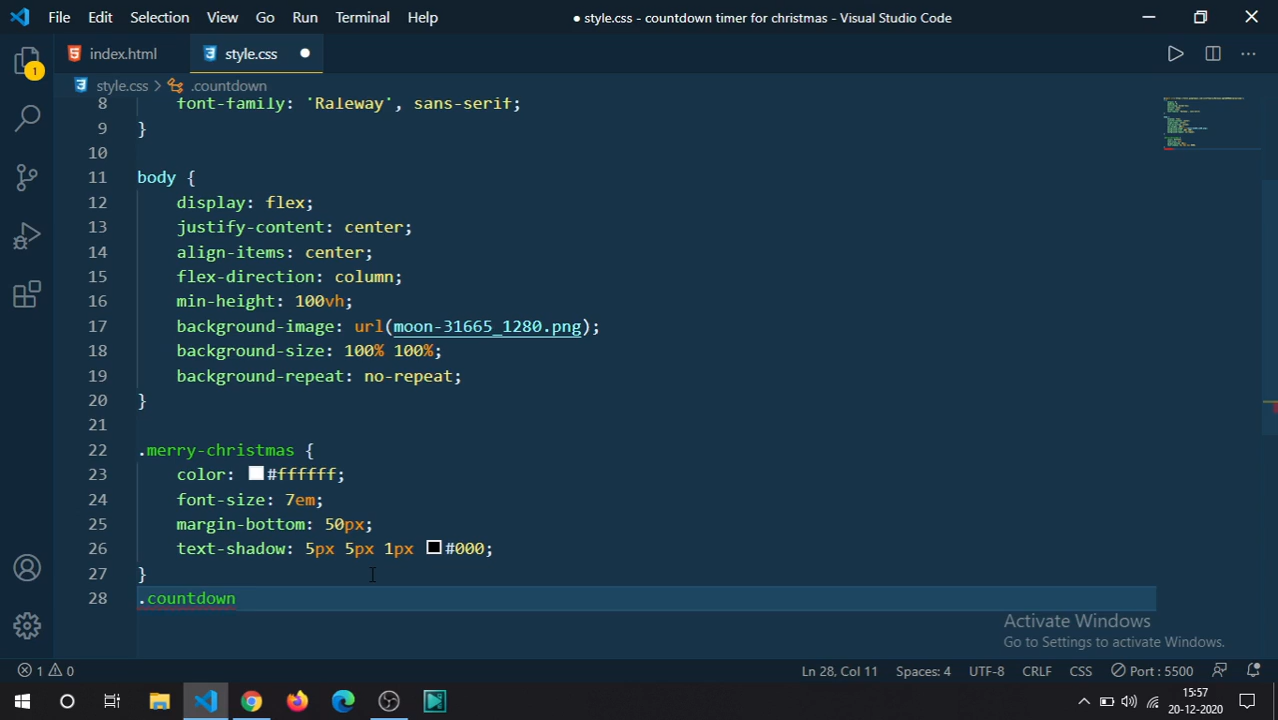 File Edit Selection View Go Run Terminal Help ● style.css - countdown timer for christmas - Visual Studio Code
index.html style.css
style.css > .countdown
8 font-family: 'Raleway', sans-serif;
9 }
10
11 body {
12 display: flex;
13 justify-content: center;
14 align-items: center;
15 flex-direction: column;
16 min-height: 100vh;
17 background-image: url(moon-31665_1280.png);
18 background-size: 100% 100%;
19 background-repeat: no-repeat;
20 }
21
22 .merry-christmas {
23 color: #ffffff;
24 font-size: 7em;
25 margin-bottom: 50px;
26 text-shadow: 5px 5px 1px #000;
27 }
28 .countdown
1
Activate Windows
Go to Settings to activate Windows.
1 0 Ln 28, Col 11 Spaces: 4 UTF-8 CRLF CSS Port : 5500
15:57
20-12-2020